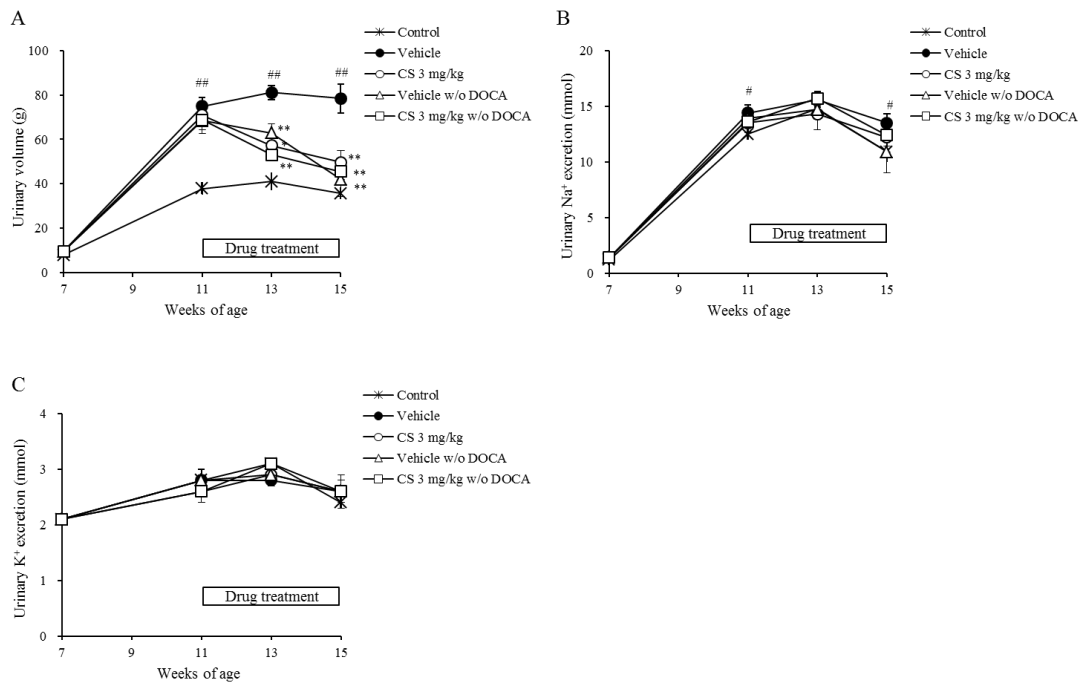 A
Control
Vehicle
CS 3 mg/kg
Vehicle w/o DOCA
CS 3 mg/kg w/o DOCA
Urinary volume (g)
100
80
60
40
20
0
## ## ##
**
*
**
**
**
**
Drug treatment
7 9 11 13 15
Weeks of age
B
Control
Vehicle
CS 3 mg/kg
Vehicle w/o DOCA
CS 3 mg/kg w/o DOCA
Urinary Na⁺ excretion (mmol)
20
15
10
5
0
# #
Drug treatment
7 9 11 13 15
Weeks of age
C
Control
Vehicle
CS 3 mg/kg
Vehicle w/o DOCA
CS 3 mg/kg w/o DOCA
Urinary K⁺ excretion (mmol)
4
3
2
1
0
Drug treatment
7 9 11 13 15
Weeks of age